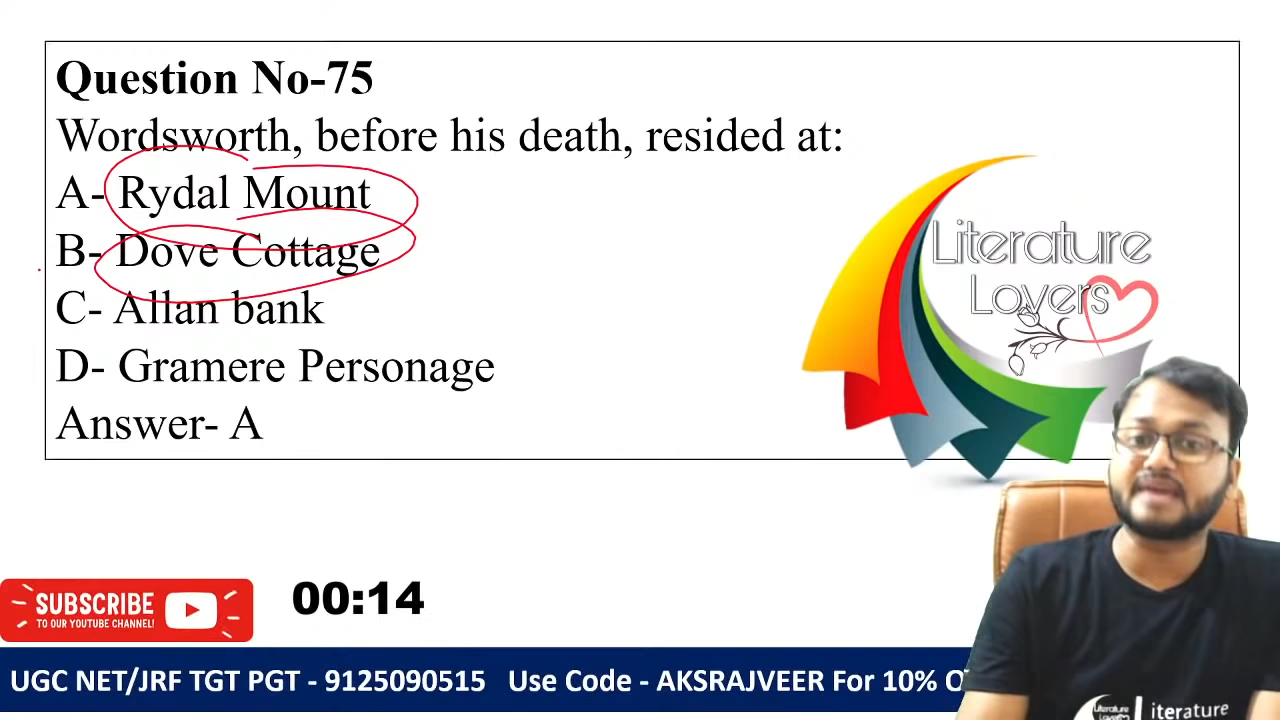 Question No-75
Wordsworth, before his death, resided at:
A- Rydal Mount
B- Dove Cottage
C- Allan bank
D- Gramere Personage
Answer- A
Literature
Lovers
SUBSCRIBE
TO OUR YOUTUBE CHANNEL!
00:14
UGC NET/JRF TGT PGT - 9125090515 Use Code - AKSRAJVEER For 10%
Literature
iterature